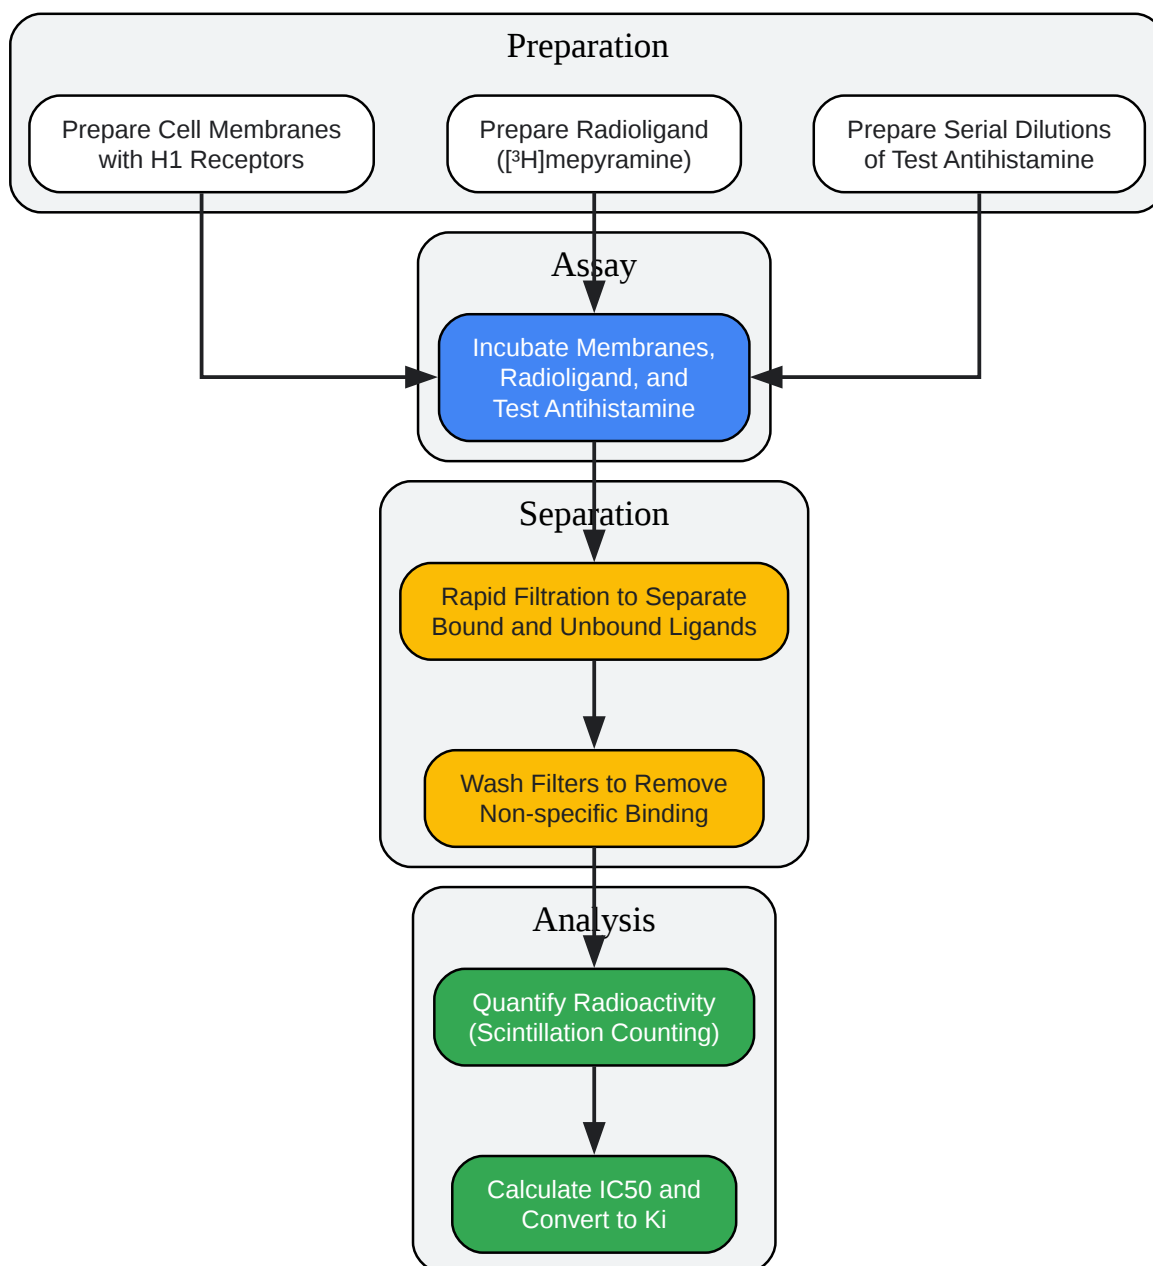 Preparation
Prepare Cell Membranes
with H1 Receptors
Prepare Radioligand
([³H]mepyramine)
Prepare Serial Dilutions
of Test Antihistamine
Assay
Incubate Membranes,
Radioligand, and
Test Antihistamine
Separation
Rapid Filtration to Separate
Bound and Unbound Ligands
Wash Filters to Remove
Non-specific Binding
Analysis
Quantify Radioactivity
(Scintillation Counting)
Calculate IC50 and
Convert to Ki